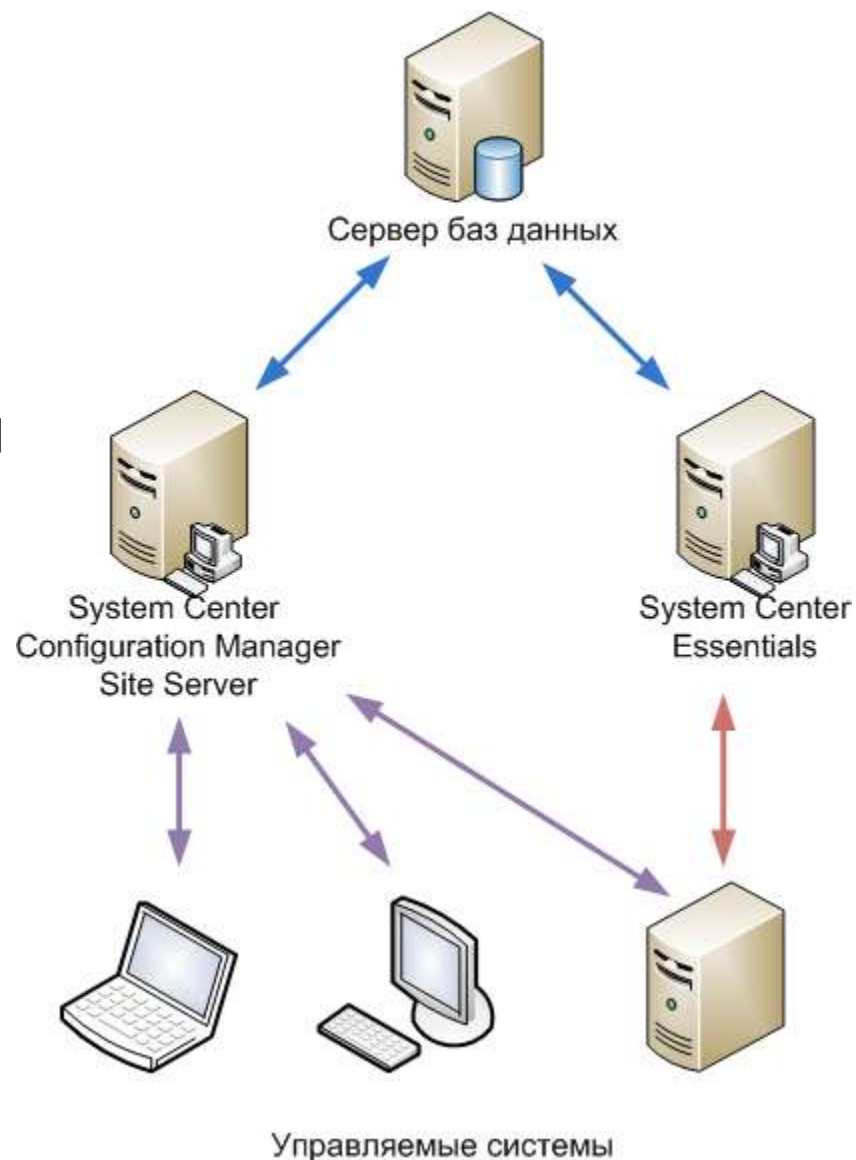 Сервер баз данных
System Center
Configuration Manager
Site Server
System Center
Essentials
Управляемые системы